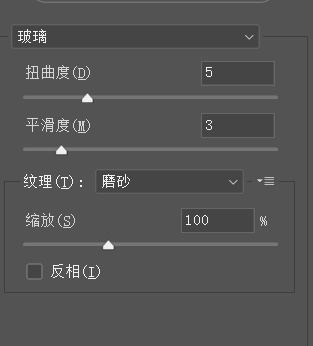 玻璃
扭曲度(D) 5
平滑度(M) 3
纹理(T): 磨砂
缩放(S) 100 %
反相(I)